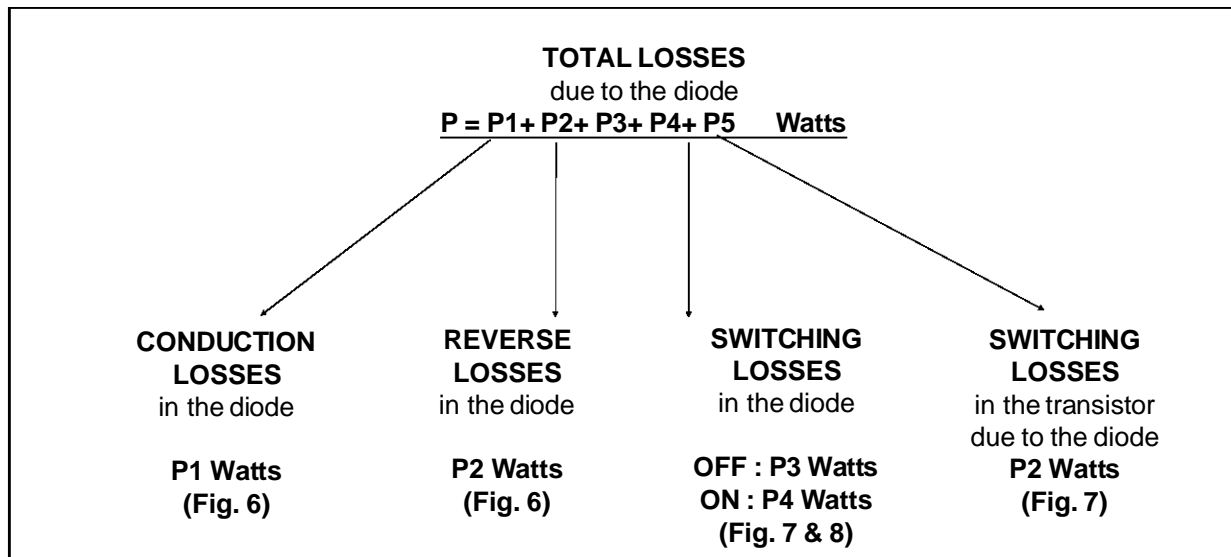 TOTAL LOSSES
due to the diode
P = P1+ P2+ P3+ P4+ P5 Watts
CONDUCTION
LOSSES
in the diode
P1 Watts
(Fig. 6)
REVERSE
LOSSES
in the diode
P2 Watts
(Fig. 6)
SWITCHING
LOSSES
in the diode
OFF : P3 Watts
ON : P4 Watts
(Fig. 7 & 8)
SWITCHING
LOSSES
in the transistor
due to the diode
P2 Watts
(Fig. 7)